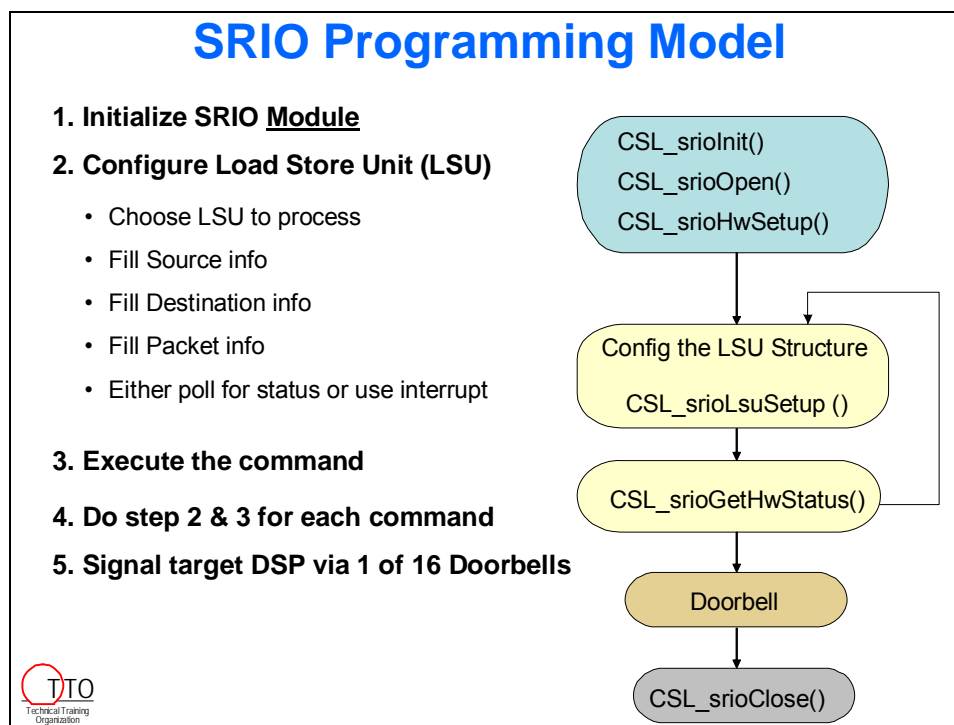 SRIO Programming Model
1. Initialize SRIO Module
2. Configure Load Store Unit (LSU)
• Choose LSU to process
• Fill Source info
• Fill Destination info
• Fill Packet info
• Either poll for status or use interrupt
3. Execute the command
4. Do step 2 & 3 for each command
5. Signal target DSP via 1 of 16 Doorbells
CSL_srioInit()
CSL_srioOpen()
CSL_srioHwSetup()
Config the LSU Structure
CSL_srioLsuSetup ()
CSL_srioGetHwStatus()
Doorbell
CSL_srioClose()
TTO
Technical Training
Organization